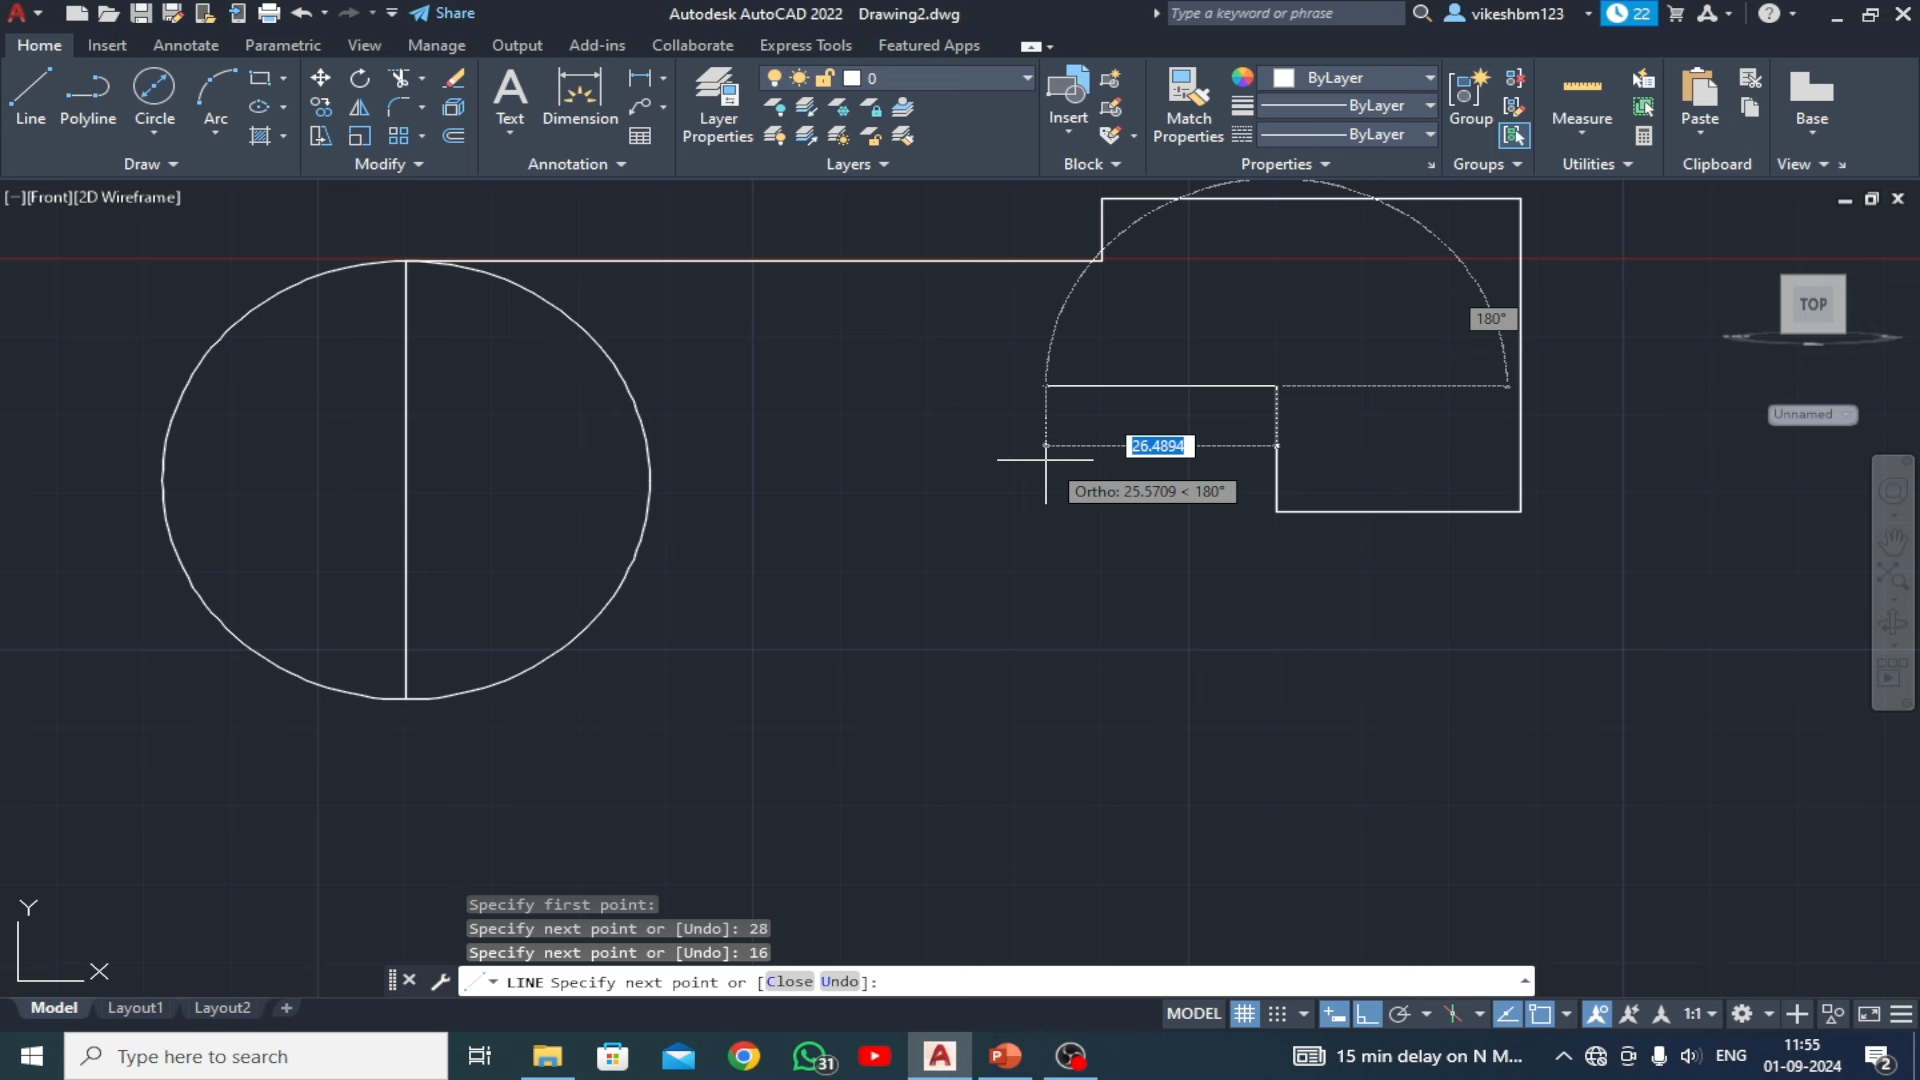 Share
Autodesk AutoCAD 2022 Drawing2.dwg
Type a keyword or phrase
vikeshbm123
22
Home Insert Annotate Parametric View Manage Output Add-ins Collaborate Express Tools Featured Apps
0
ByLayer
ByLayer
ByLayer
Line Polyline Circle Arc
Text Dimension
Layer Properties
Insert
Match Properties
Group
Measure
Paste
Base
Draw Modify Annotation Layers Block Properties Groups Utilities Clipboard View
[−][Front][2D Wireframe]
TOP
180°
Unnamed
26.4894
Ortho: 25.5709 < 180°
Y
X
Specify first point:
Specify next point or [Undo]: 28
Specify next point or [Undo]: 16
LINE Specify next point or [Close Undo]:
Model Layout1 Layout2 +
MODEL
1:1
Type here to search
31
15 min delay on N M...
ENG
11:55
01-09-2024
2